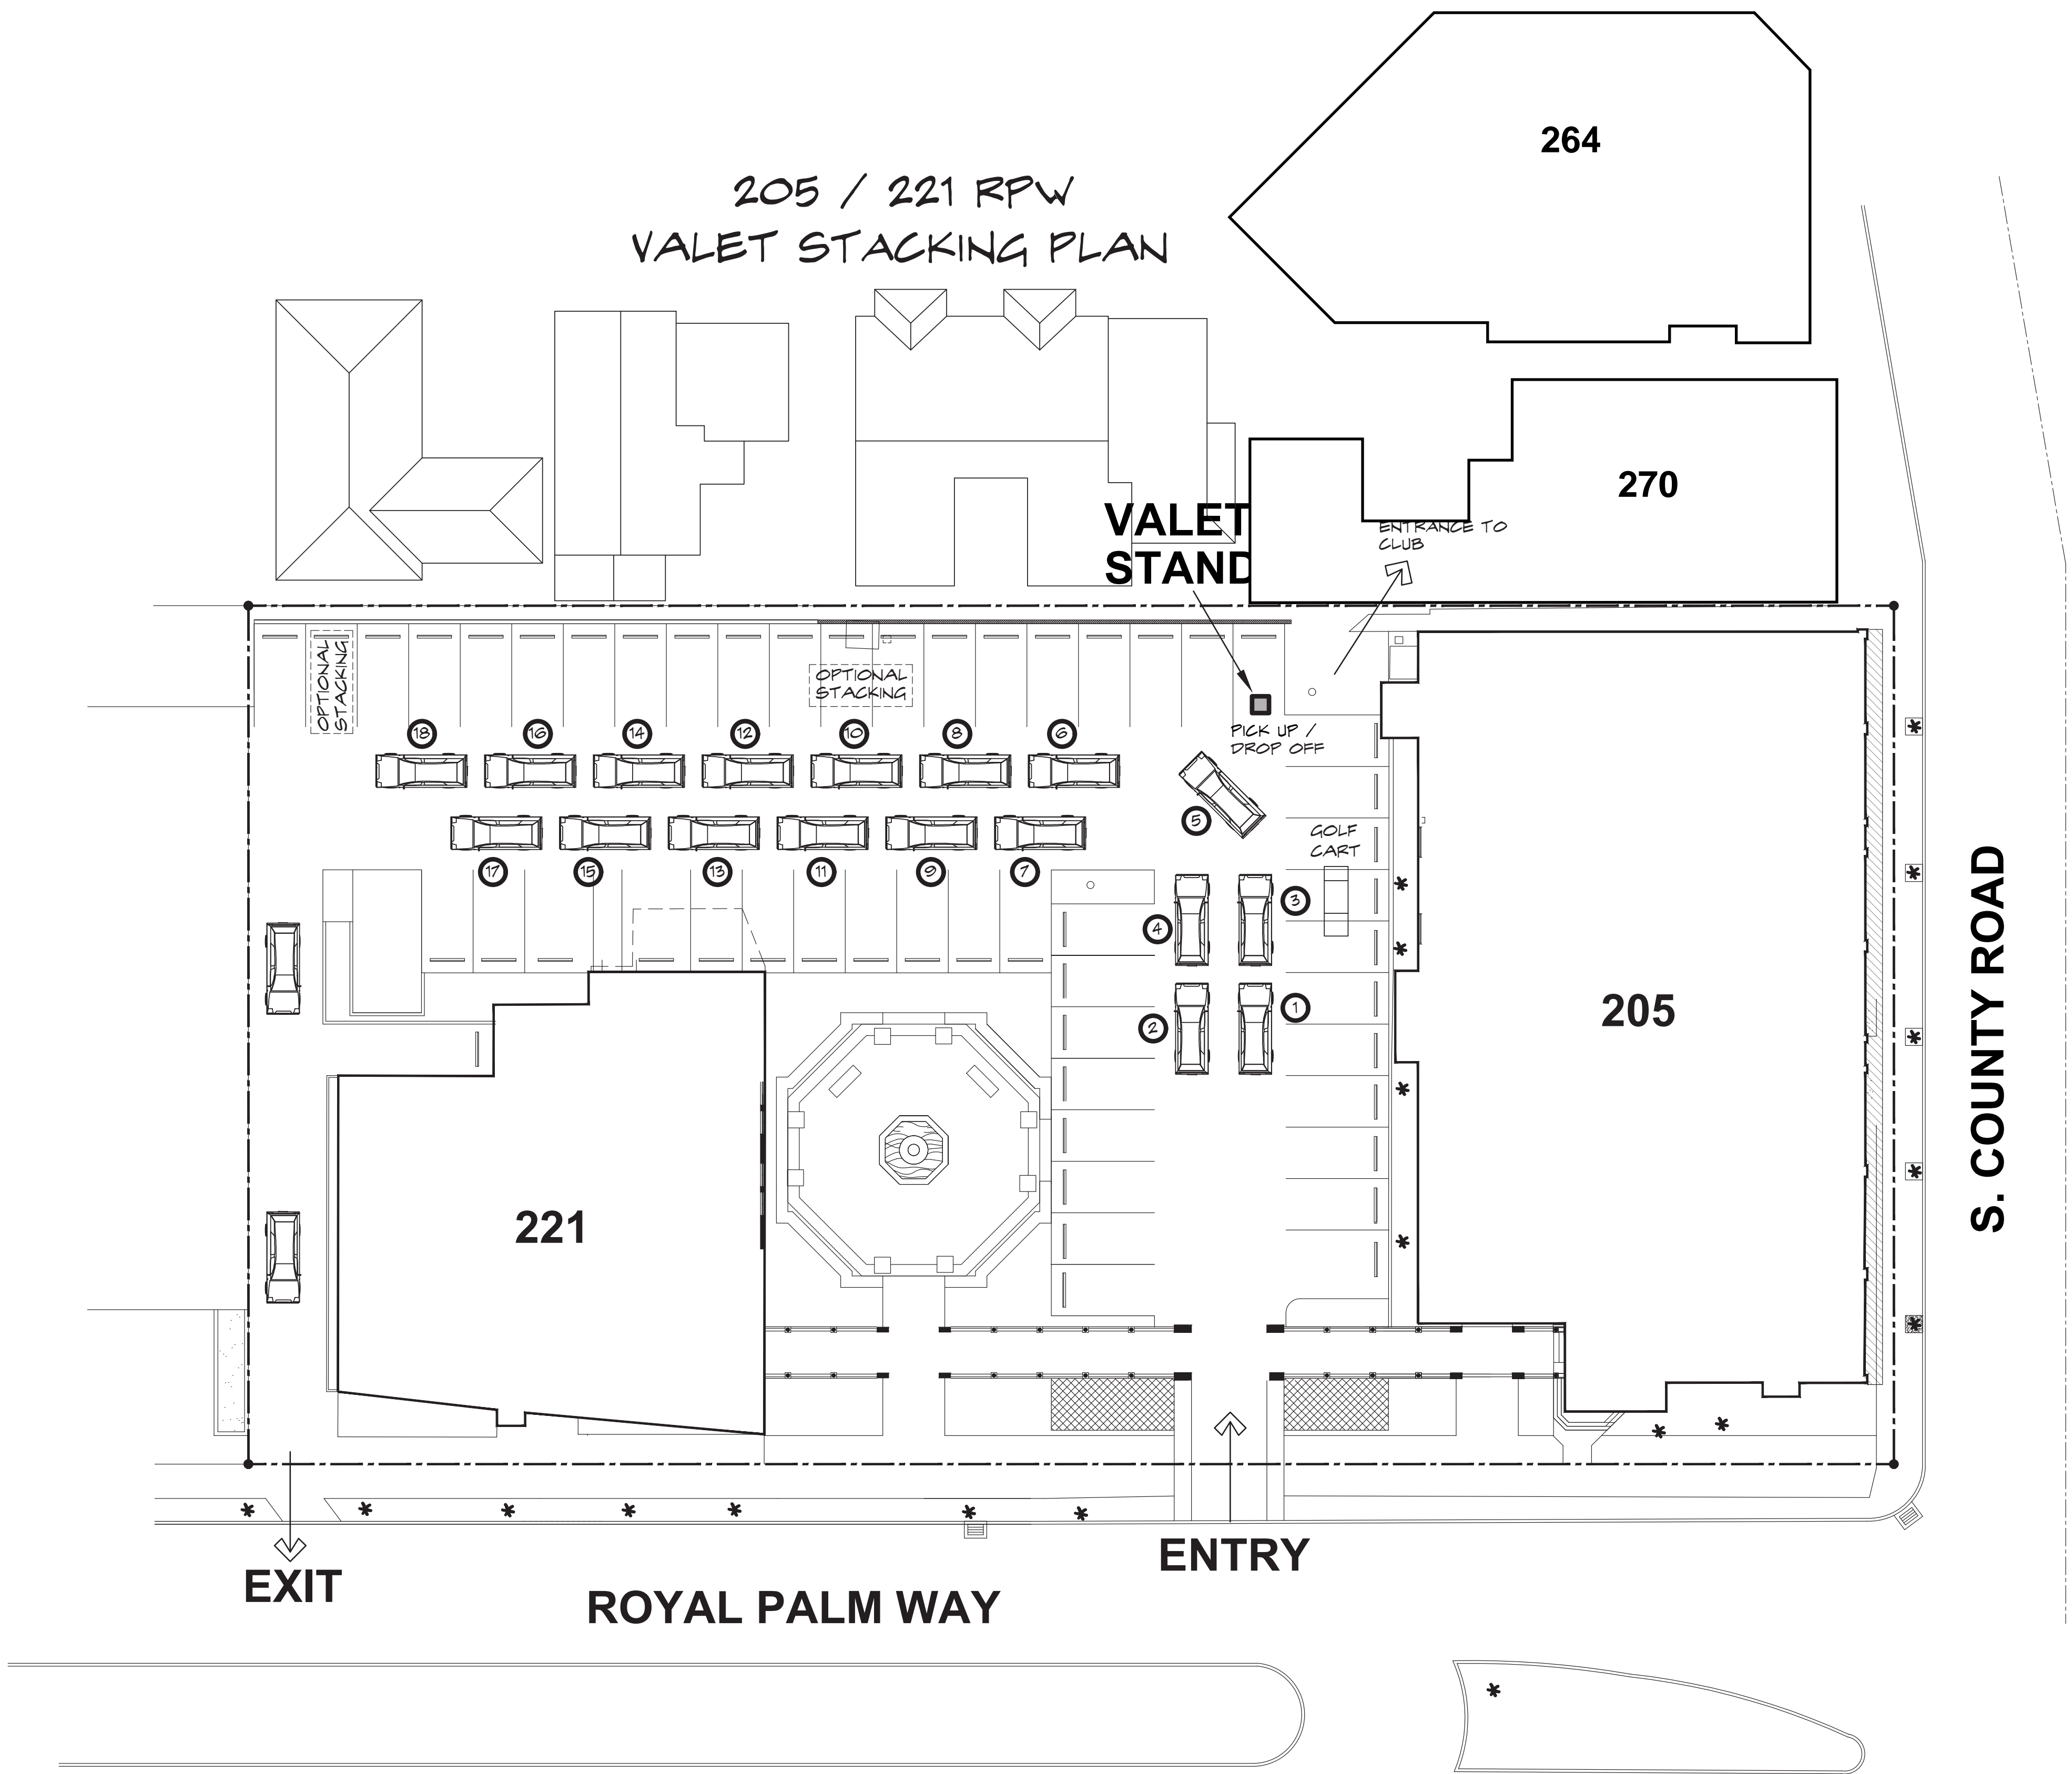 264
205 / 221 RPW
VALET STACKING PLAN
270
VALET
STAND
ENTRANCE TO
CLUB
OPTIONAL
STACKING
OPTIONAL
STACKING
PICK UP /
DROP OFF
18
16
14
12
10
8
6
5
GOLF
CART
17
15
13
11
9
7
3
4
1
2
205
S. COUNTY ROAD
221
EXIT
ENTRY
ROYAL PALM WAY